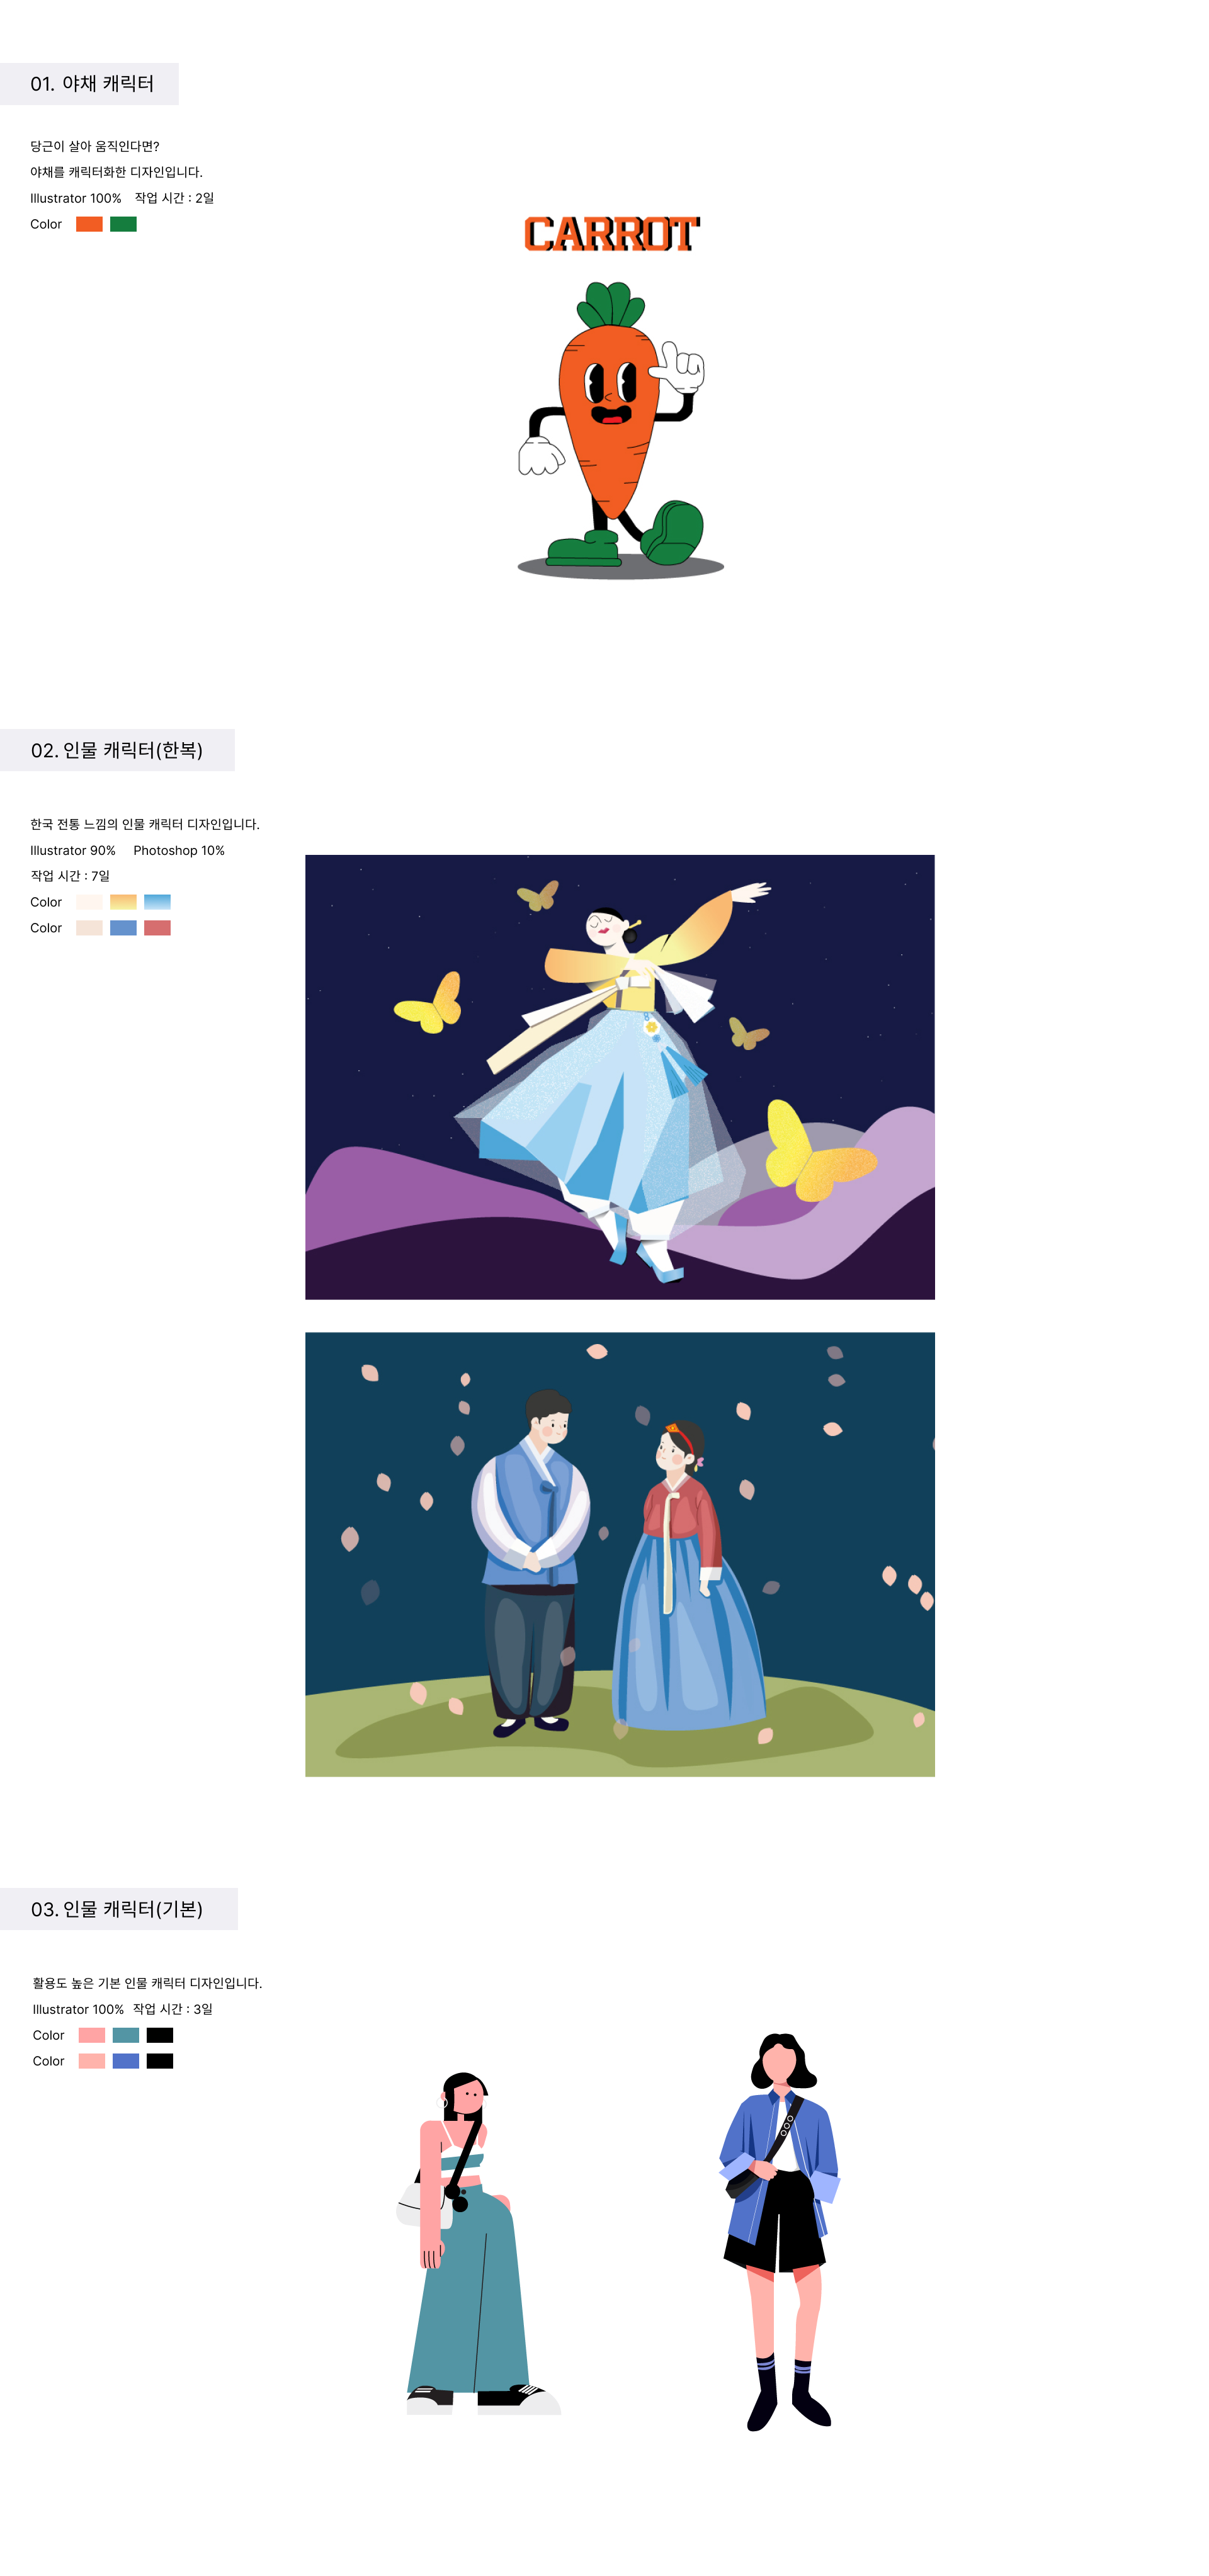 01. 야채 캐릭터
당근이 살아 움직인다면?
야채를 캐릭터화한 디자인입니다.
Illustrator 100% 작업 시간 : 2일
Color
CARROT
02. 인물 캐릭터(한복)
한국 전통 느낌의 인물 캐릭터 디자인입니다.
Illustrator 90% Photoshop 10%
작업 시간 : 7일
Color
Color
03. 인물 캐릭터(기본)
활용도 높은 기본 인물 캐릭터 디자인입니다.
Illustrator 100% 작업 시간 : 3일
Color
Color